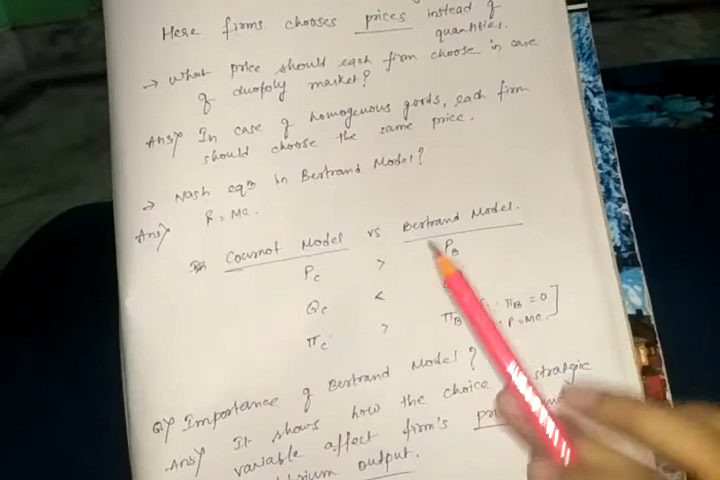 Here firms chooses prices instead of
quantities.
→ What price should each firm choose in case
of duopoly market?
Ans) In case of homogenuous goods, each firm
should choose the same price.
→ Nash eqm in Bertrand Model?
Ans) P = MC.
Cournot Model vs Bertrand Model.
Pc > PB
Qc <
πc > πB ∵ πB = 0
∵ P = MC.
Q) Importance of Bertrand Model?
Ans) It shows how the choice stratgic
variable affect firm's
output.